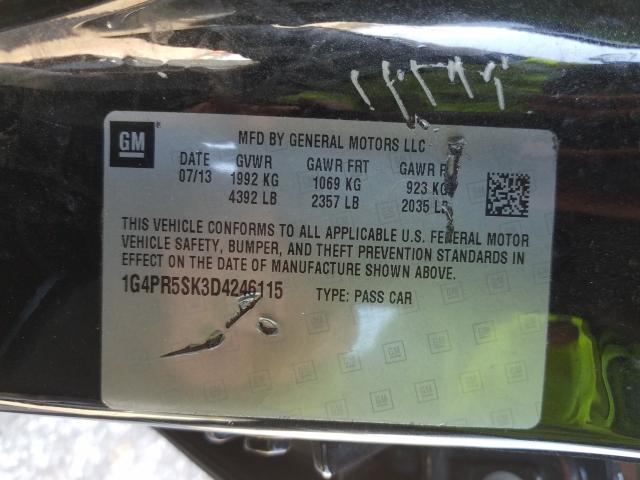 GM
MFD BY GENERAL MOTORS LLC
DATE GVWR GAWR FRT GAWR
07/13 1992 KG 1069 KG 923 KG
4392 LB 2357 LB 2035 LB
THIS VEHICLE CONFORMS TO ALL APPLICABLE U.S. FEDERAL MOTOR
VEHICLE SAFETY, BUMPER, AND THEFT PREVENTION STANDARDS IN
EFFECT ON THE DATE OF MANUFACTURE SHOWN ABOVE.
1G4PR5SK3D4246115 TYPE: PASS CAR